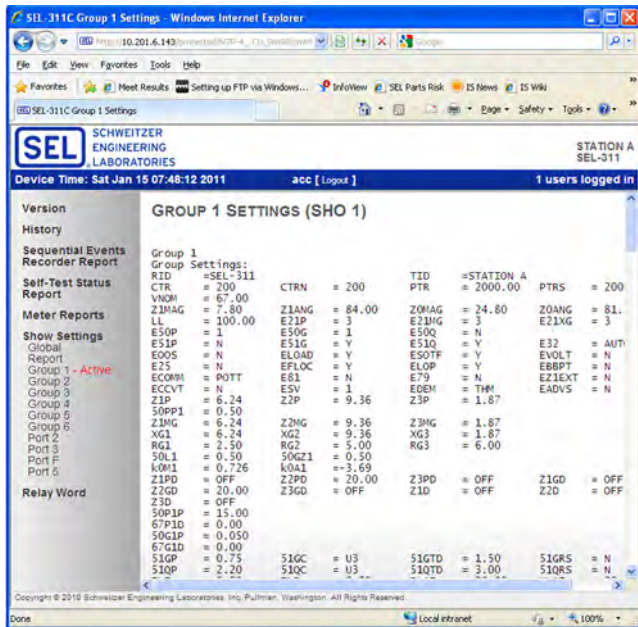 SEL-311C Group 1 Settings - Windows Internet Explorer
10.201.6.143
Google
File Edit View Favorites Tools Help
Favorites Meet Results Setting up FTP via Windows... InfoView SEL Parts Risk IS News IS Wiki
SEL-311C Group 1 Settings
Page Safety Tools
SEL SCHWEITZER ENGINEERING LABORATORIES
STATION A
SEL-311
Device Time: Sat Jan 15 07:48:12 2011 acc [ Logout ] 1 users logged in
Version
History
Sequential Events
Recorder Report
Self-Test Status
Report
Meter Reports
Show Settings
Global
Report
Group 1 - Active
Group 2
Group 3
Group 4
Group 5
Group 6
Port 2
Port 3
Port F
Port 5
Relay Word
GROUP 1 SETTINGS (SHO 1)
Group 1
Group Settings:
RID =SEL-311 TID =STATION A
CTR = 200 CTRN = 200 PTR = 2000.00 PTRS = 200
VNOM = 67.00
Z1MAG = 7.80 Z1ANG = 84.00 Z0MAG = 24.80 Z0ANG = 81.
LL = 100.00 E21P = 3 E21MG = 3 E21XG = 3
E50P = 1 E50G = 1 E50Q = N
E51P = N E51G = Y E51Q = Y E32 = AUT
EOOS = N ELOAD = Y ESOTF = Y EVOLT = N
E25 = N EFLOC = Y ELOP = Y EBBPT = N
ECOMM = POTT E81 = N E79 = N EZ1EXT = N
ECCVT = N ESV = 1 EDEM = THM EADVS = N
Z1P = 6.24 Z2P = 9.36 Z3P = 1.87
50PP1 = 0.50
Z1MG = 6.24 Z2MG = 9.36 Z3MG = 1.87
XG1 = 6.24 XG2 = 9.36 XG3 = 1.87
RG1 = 2.50 RG2 = 5.00 RG3 = 6.00
50L1 = 0.50 50GZ1 = 0.50
k0M1 = 0.726 k0A1 =-3.69
Z1PD = OFF Z2PD = 20.00 Z3PD = OFF Z1GD = OFF
Z2GD = 20.00 Z3GD = OFF Z1D = OFF Z2D = OFF
Z3D = OFF
50P1P = 15.00
67P1D = 0.00
50G1P = 0.050
67G1D = 0.00
51GP = 0.75 51GC = U3 51GTD = 1.50 51GRS = N
51QP = 2.20 51QC = U3 51QTD = 3.00 51QRS = N
Copyright © 2010 Schweitzer Engineering Laboratories, Inc. Pullman, Washington. All Rights Reserved.
Done Local intranet 100%